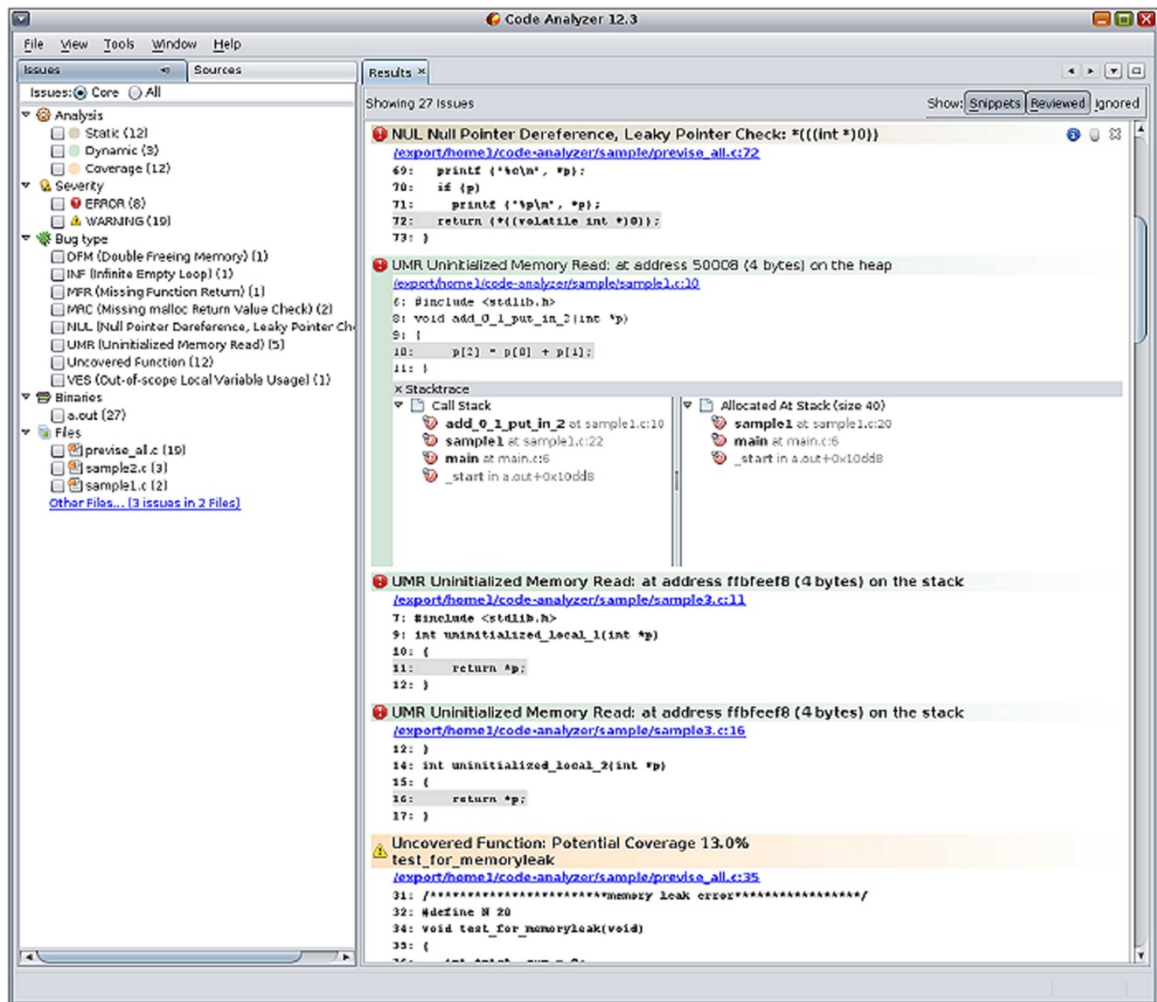 Code Analyzer 12.3
File View Tools Window Help
Issues Sources
Issues: Core All
Analysis
Static (12)
Dynamic (3)
Coverage (12)
Severity
ERROR (8)
WARNING (19)
Bug type
DFM (Double Freeing Memory) (1)
INF (Infinite Empty Loop) (1)
MFR (Missing Function Return) (1)
MRC (Missing malloc Return Value Check) (2)
NUL (Null Pointer Dereference, Leaky Pointer Ch
UMR (Uninitialized Memory Read) (5)
Uncovered Function (12)
VES (Out-of-scope Local Variable Usage) (1)
Binaries
a.out (27)
Files
previse_all.c (19)
sample2.c (3)
sample1.c (2)
Other Files... (3 issues in 2 Files)
Results ×
Showing 27 Issues Show: Snippets Reviewed Ignored
NUL Null Pointer Dereference, Leaky Pointer Check: *(((int *)0))
/export/home1/code-analyzer/sample/previse_all.c:72
69: printf ("%c\n", *p);
70: if (p)
71: printf ("%p\n", *p);
72: return (*((volatile int *)0));
73: }
UMR Uninitialized Memory Read: at address 50008 (4 bytes) on the heap
/export/home1/code-analyzer/sample/sample1.c:10
6: #include <stdlib.h>
8: void add_0_1_put_in_2(int *p)
9: {
10: p[2] = p[0] + p[1];
11: }
× Stacktrace
Call Stack
add_0_1_put_in_2 at sample1.c:10
sample1 at sample1.c:22
main at main.c:6
_start in a.out+0x10dd8
Allocated At Stack (size 40)
sample1 at sample1.c:20
main at main.c:6
_start in a.out+0x10dd8
UMR Uninitialized Memory Read: at address ffbfeef8 (4 bytes) on the stack
/export/home1/code-analyzer/sample/sample3.c:11
7: #include <stdlib.h>
9: int uninitialized_local_1(int *p)
10: {
11: return *p;
12: }
UMR Uninitialized Memory Read: at address ffbfeef8 (4 bytes) on the stack
/export/home1/code-analyzer/sample/sample3.c:16
12: }
14: int uninitialized_local_2(int *p)
15: {
16: return *p;
17: }
Uncovered Function: Potential Coverage 13.0%
test_for_memoryleak
/export/home1/code-analyzer/sample/previse_all.c:35
31: /*************************memory leak error*****************/
32: #define N 20
34: void test_for_memoryleak(void)
35: {